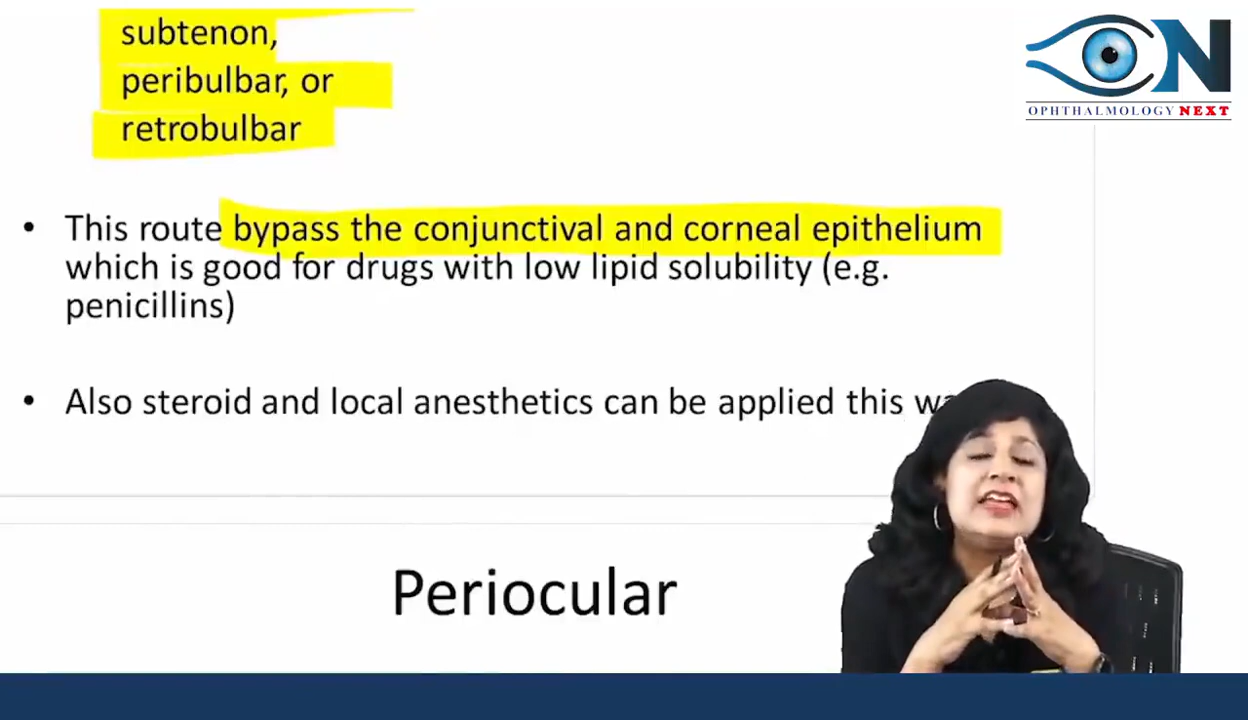 subtenon,
peribulbar, or
retrobulbar
ON
OPHTHALMOLOGY NEXT
• This route bypass the conjunctival and corneal epithelium
which is good for drugs with low lipid solubility (e.g.
penicillins)
• Also steroid and local anesthetics can be applied this
Periocular